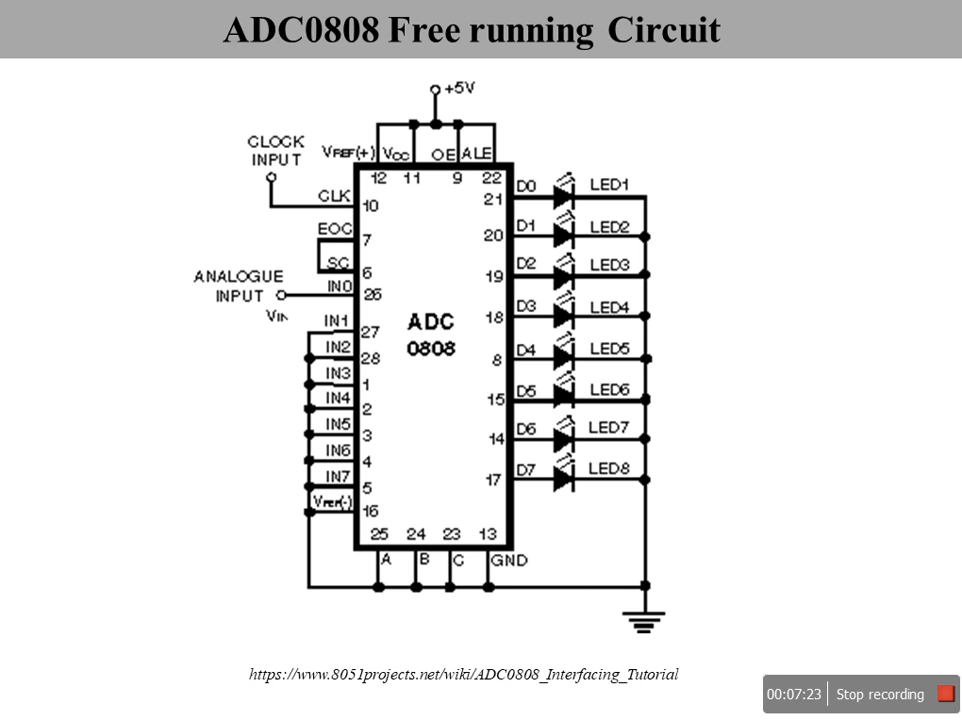 ADC0808 Free running Circuit
+5V
CLOCK
INPUT
VREF(+) VCC OE ALE
12 11 9 22
CLK
10
EOC
7
SC
6
ANALOGUE
INPUT
VIN
IN0
26
IN1
27
IN2
28
IN3
1
IN4
2
IN5
3
IN6
4
IN7
5
VREF(-)
16
ADC
0808
21 D0 LED1
20 D1 LED2
19 D2 LED3
18 D3 LED4
8 D4 LED5
15 D5 LED6
14 D6 LED7
17 D7 LED8
25 24 23 13
A B C GND
https://www.8051projects.net/wiki/ADC0808_Interfacing_Tutorial
00:07:23 Stop recording